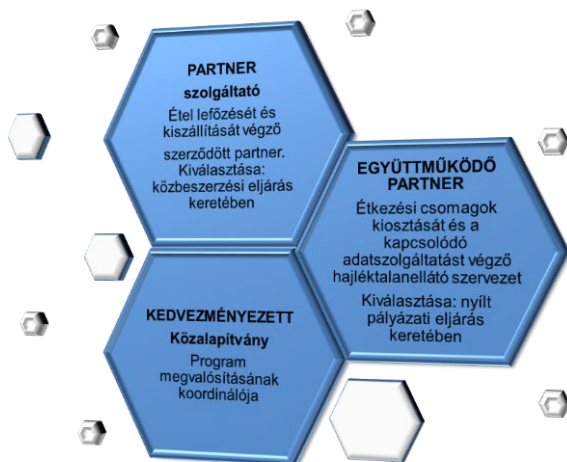 PARTNER
szolgáltató
Étel lefőzését és
kiszállítását végző
szerződött partner.
Kiválasztása:
közbeszerzési eljárás
keretében
EGYÜTTMŰKÖDŐ
PARTNER
Étkezési csomagok
kiosztását és a
kapcsolódó
adatszolgáltatást végző
hajléktalanellátó szervezet
Kiválasztása: nyílt
pályázati eljárás
keretében
KEDVEZMÉNYEZETT
Közalapítvány
Program
megvalósításának
koordinálója